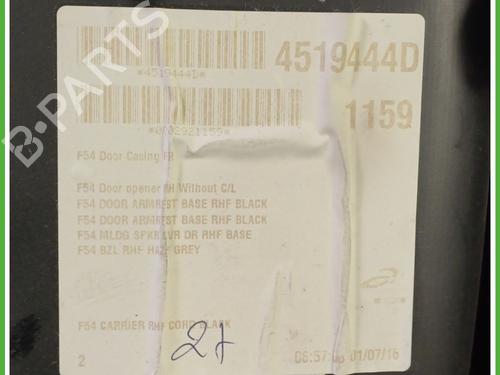 4519444D
*4519444D*
1159
*0002921159*
F54 Door Casing FR
F54 Door opener RH Without C/L
F54 DOOR ARMREST BASE RHF BLACK
F54 DOOR ARMREST BASE RHF BLACK
F54 MLDG SPKR CVR DR RHF BASE
F54 BZL RHF HAZE GREY
F54 CARRIER RHF CORD BLACK
2
21
01/07/16
B-PARTS